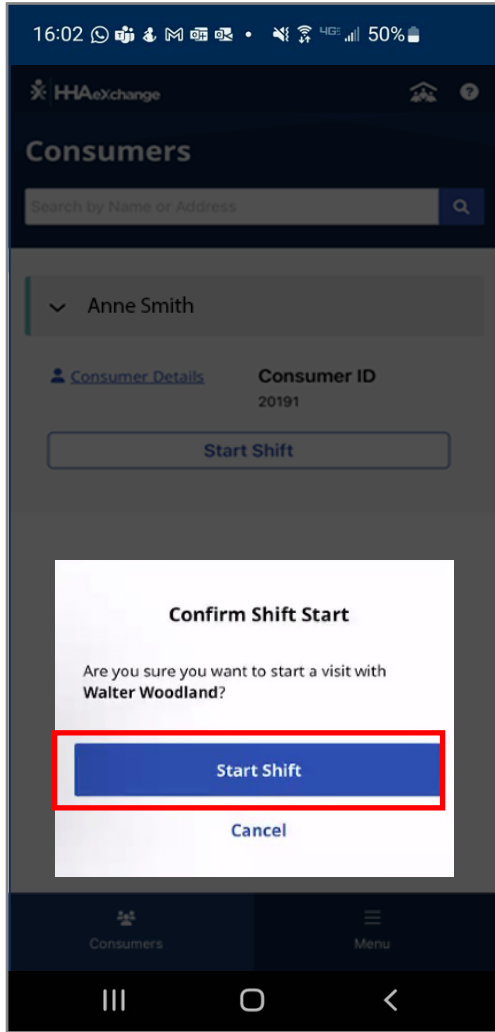 16:02 4GE 50%
HHAeXchange
Consumers
Search by Name or Address
Anne Smith
Consumer Details Consumer ID
20191
Start Shift
Confirm Shift Start
Are you sure you want to start a visit with
Walter Woodland?
Start Shift
Cancel
Consumers Menu